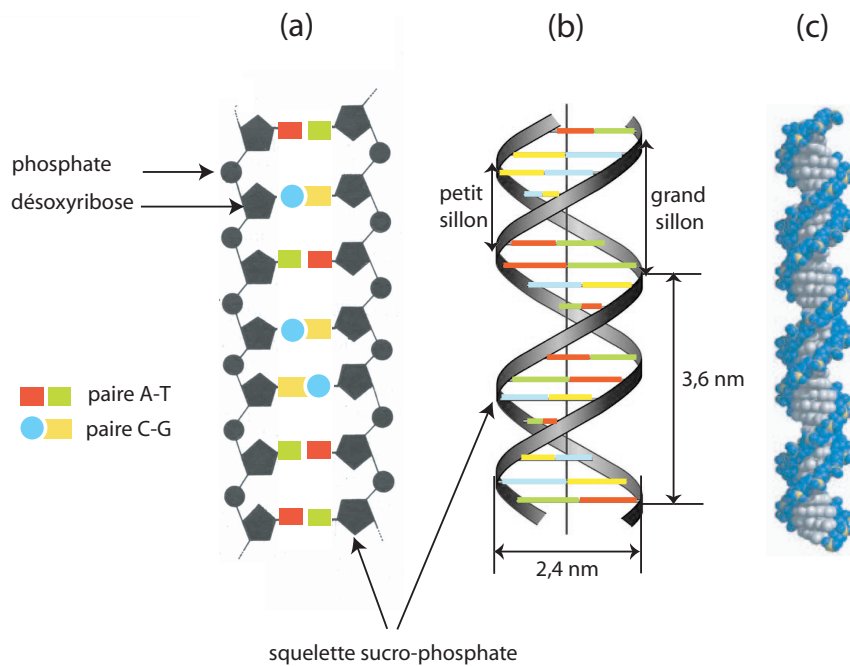 (a)
(b)
(c)
phosphate
désoxyribose
petit
sillon
grand
sillon
3,6 nm
paire A-T
paire C-G
2,4 nm
squelette sucro-phosphate